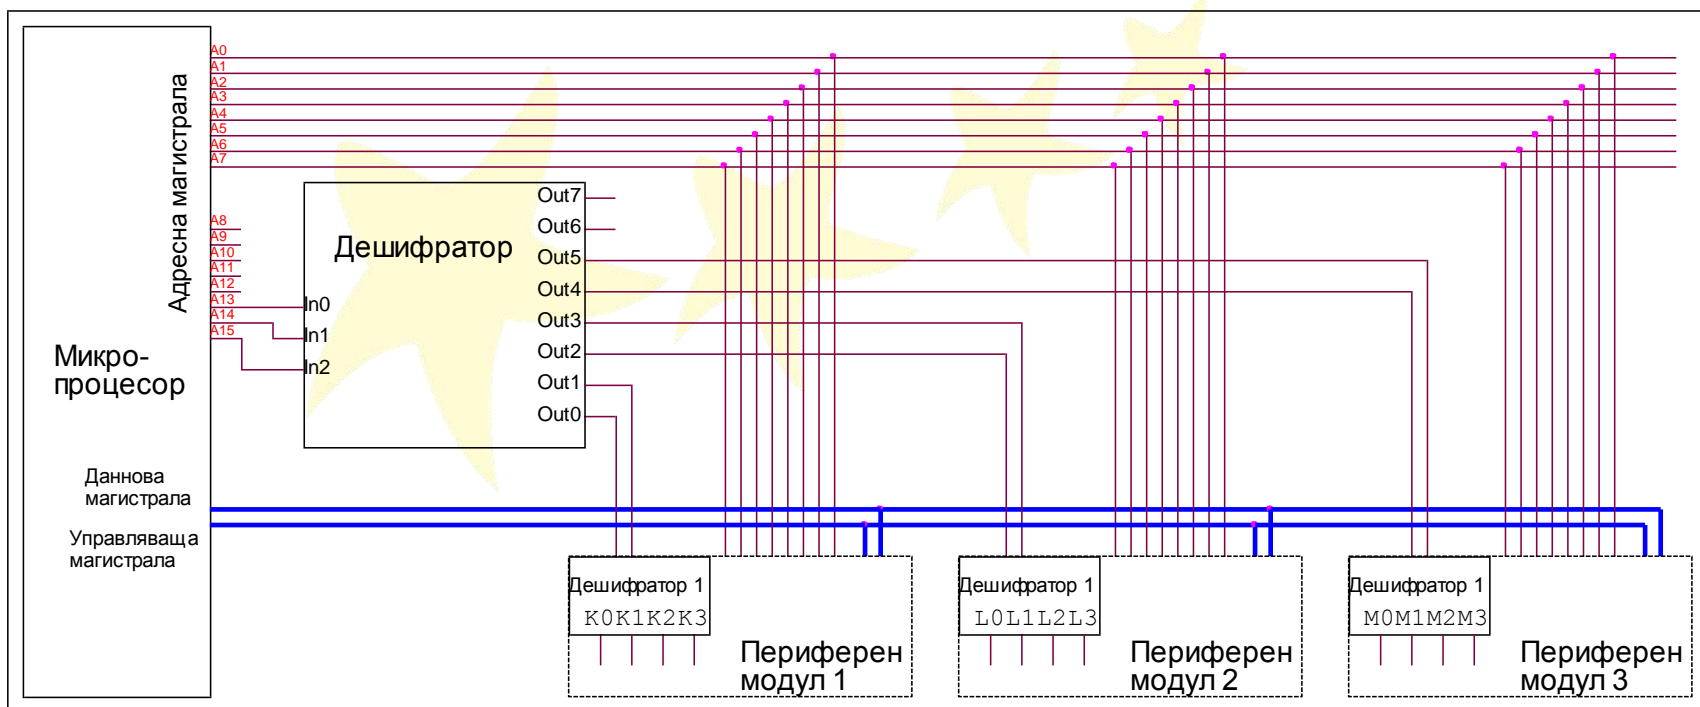 A0
A1
A2
A3
A4
A5
A6
A7
Адресна магистрала
A8
A9
A10
A11
A12
A13
A14
A15
Микро-
процесор
Дешифратор
In0
In1
In2
Out7
Out6
Out5
Out4
Out3
Out2
Out1
Out0
Даннова
магистрала
Управляваща
магистрала
Дешифратор 1
K0K1K2K3
Периферен
модул 1
Дешифратор 1
L0L1L2L3
Периферен
модул 2
Дешифратор 1
M0M1M2M3
Периферен
модул 3